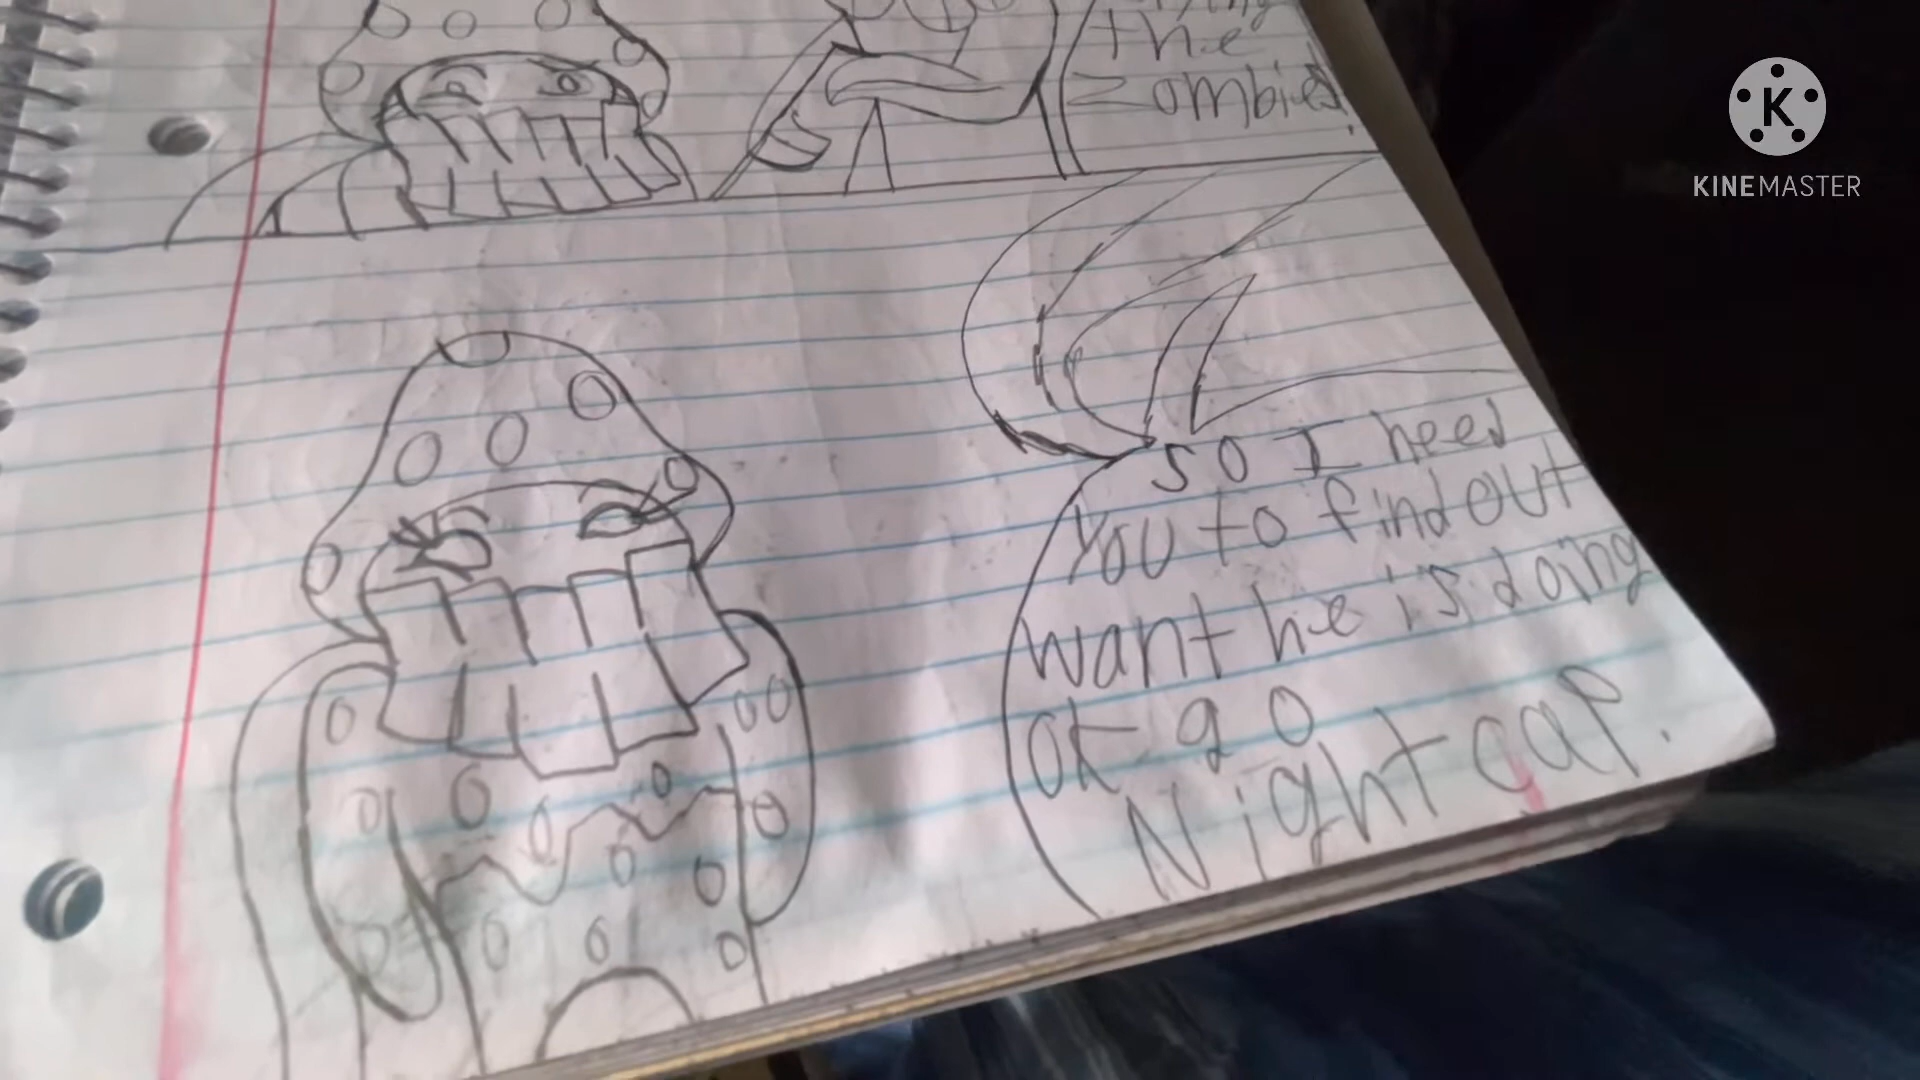 the
zombies!
KINEMASTER
so I need
you to find out
want he is doing
ok go
Night cap.